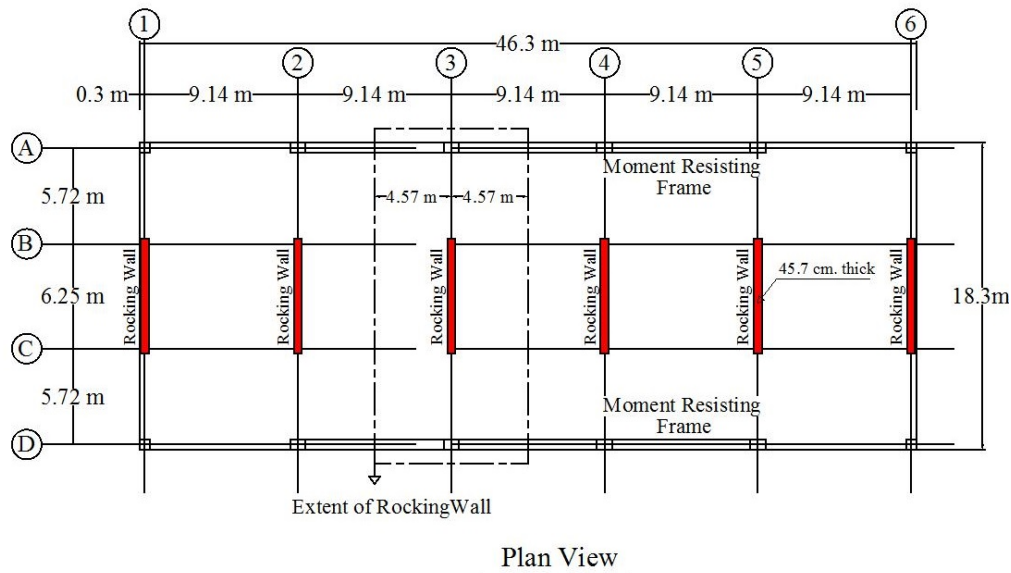 1
6
46.3 m
2
3
4
5
0.3 m
9.14 m
9.14 m
9.14 m
9.14 m
9.14 m
A
Moment Resisting
Frame
5.72 m
4.57 m
4.57 m
B
Rocking Wall
Rocking Wall
Rocking Wall
Rocking Wall
Rocking Wall
Rocking Wall
45.7 cm. thick
6.25 m
18.3m
C
5.72 m
Moment Resisting
Frame
D
Extent of RockingWall
Plan View